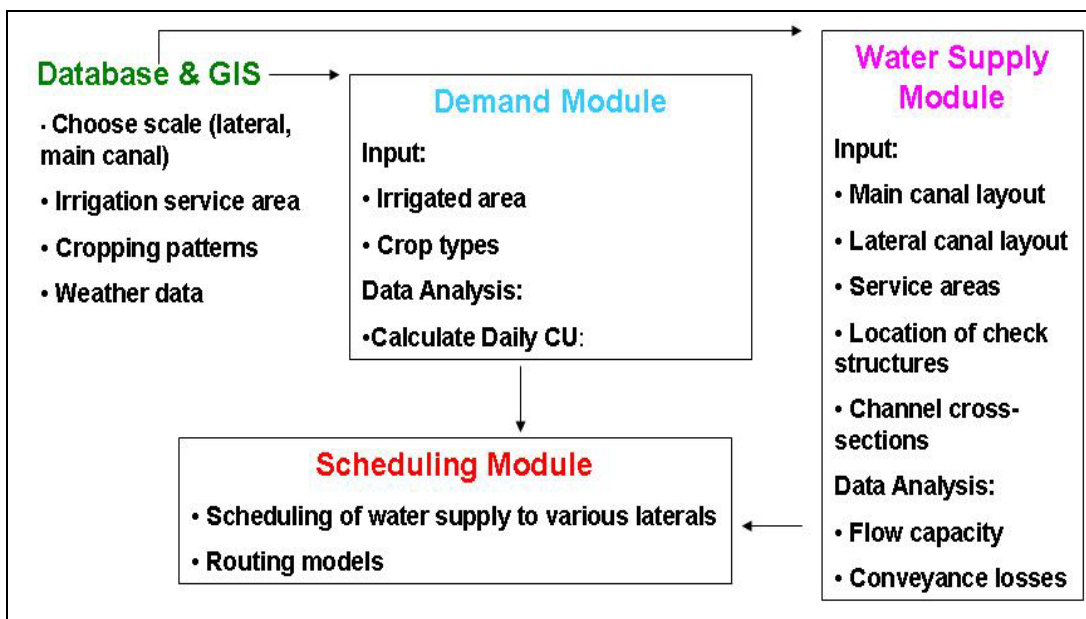 Database & GIS
· Choose scale (lateral,
main canal)
• Irrigation service area
• Cropping patterns
• Weather data
Demand Module
Input:
• Irrigated area
• Crop types
Data Analysis:
•Calculate Daily CU:
Water Supply
Module
Input:
• Main canal layout
• Lateral canal layout
• Service areas
• Location of check
structures
• Channel cross-
sections
Data Analysis:
• Flow capacity
• Conveyance losses
Scheduling Module
• Scheduling of water supply to various laterals
• Routing models